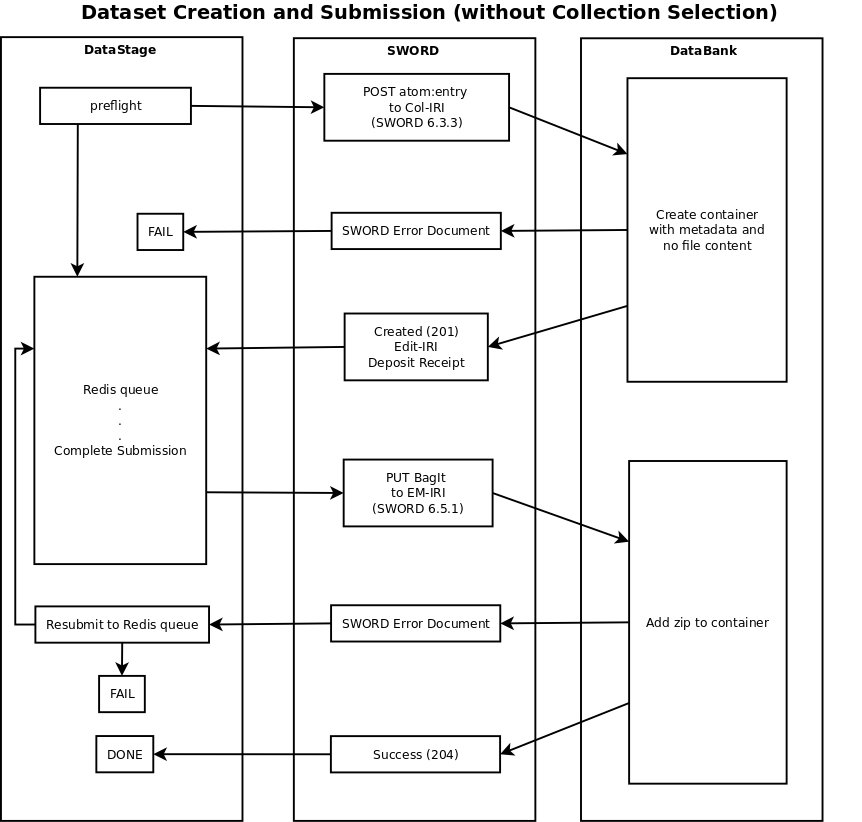 Dataset Creation and Submission (without Collection Selection)
DataStage
SWORD
DataBank
preflight
POST atom:entry
to Col-IRI
(SWORD 6.3.3)
Create container
with metadata and
no file content
FAIL
SWORD Error Document
Created (201)
Edit-IRI
Deposit Receipt
Redis queue
.
.
.
Complete Submission
PUT BagIt
to EM-IRI
(SWORD 6.5.1)
Add zip to container
Resubmit to Redis queue
SWORD Error Document
FAIL
DONE
Success (204)